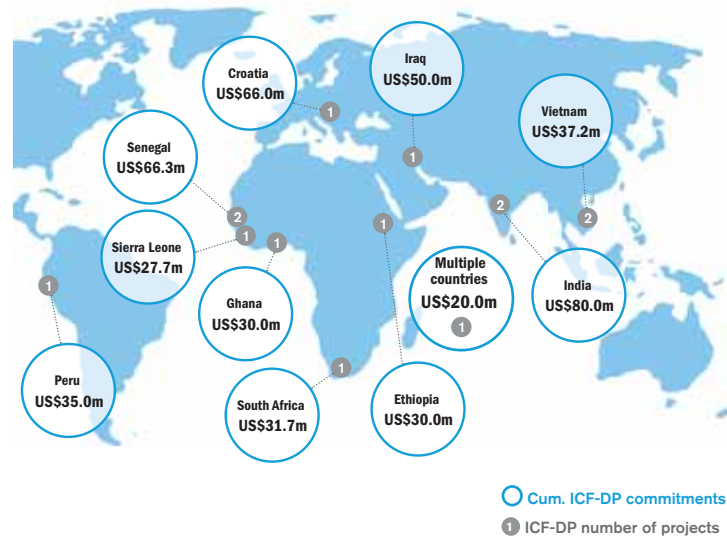 Croatia
US$66.0m
1
Iraq
US$50.0m
1
Vietnam
US$37.2m
2
Senegal
US$66.3m
2
Sierra Leone
US$27.7m
1
Ghana
US$30.0m
1
1
Multiple
countries
US$20.0m
1
2
India
US$80.0m
1
Peru
US$35.0m
South Africa
US$31.7m
1
Ethiopia
US$30.0m
Cum. ICF-DP commitments
1 ICF-DP number of projects